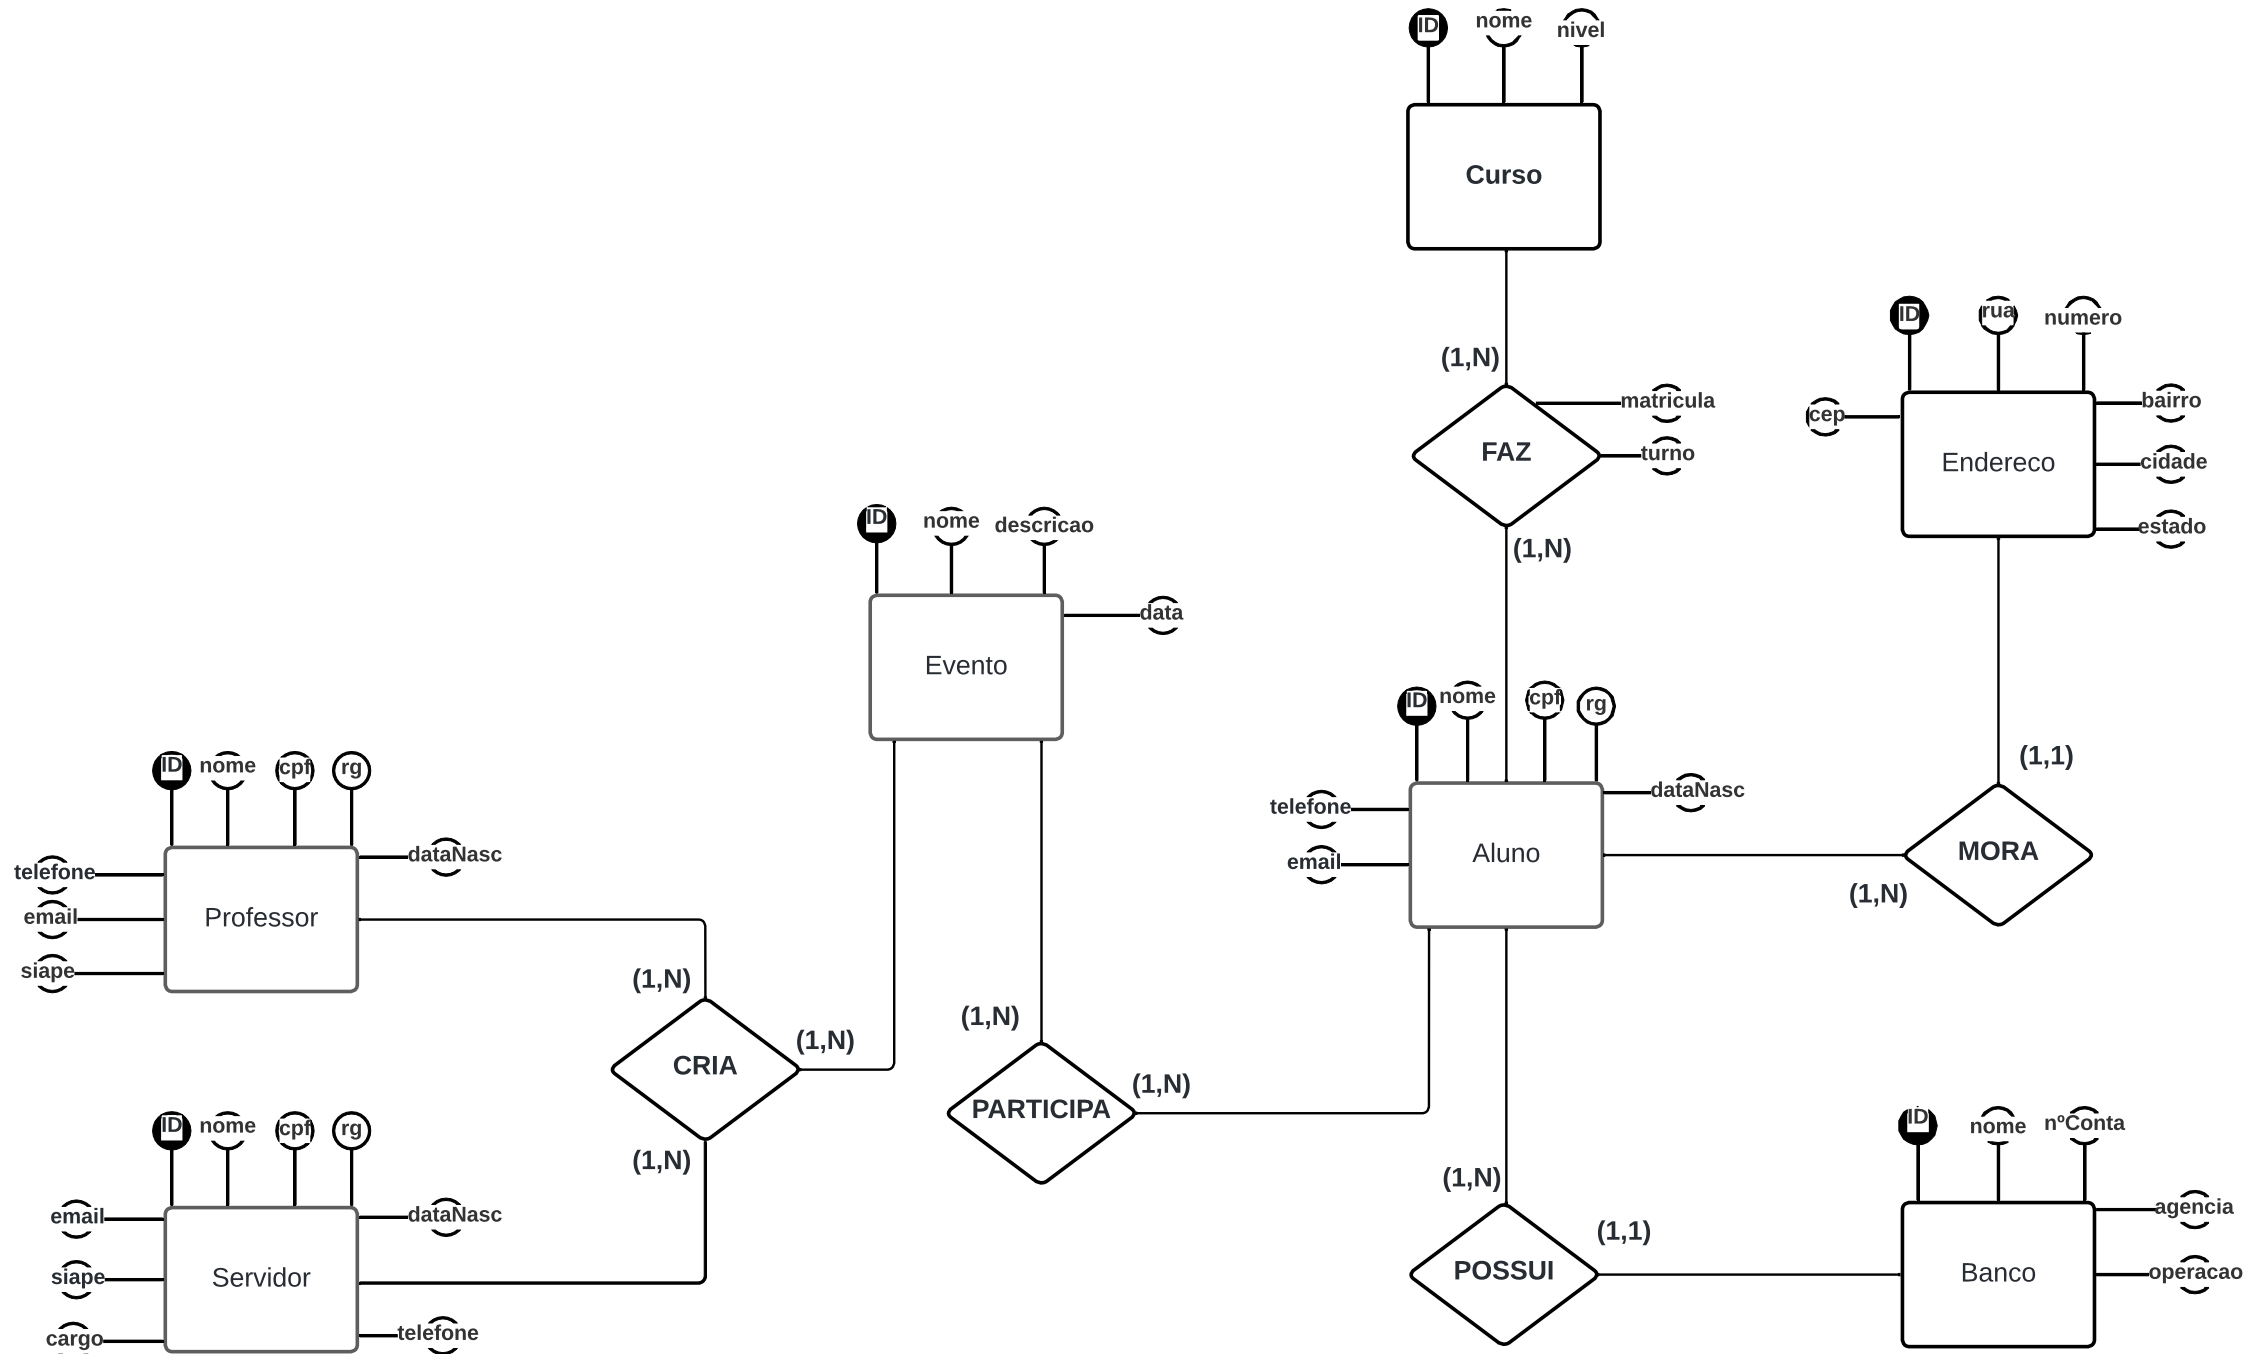 ID nome nivel
Curso
(1,N)
matricula
FAZ
turno
(1,N)
ID rua numero
cep
bairro
Endereco
cidade
estado
ID nome descricao
data
Evento
ID nome cpf rg
telefone
dataNasc
email
Aluno
(1,1)
MORA
(1,N)
ID nome cpf rg
telefone
dataNasc
email
Professor
siape
(1,N)
CRIA
(1,N)
(1,N)
(1,N)
PARTICIPA
(1,N)
ID nome cpf rg
email
dataNasc
siape
Servidor
cargo
telefone
(1,N)
POSSUI
(1,1)
ID nome nºConta
agencia
Banco
operacao